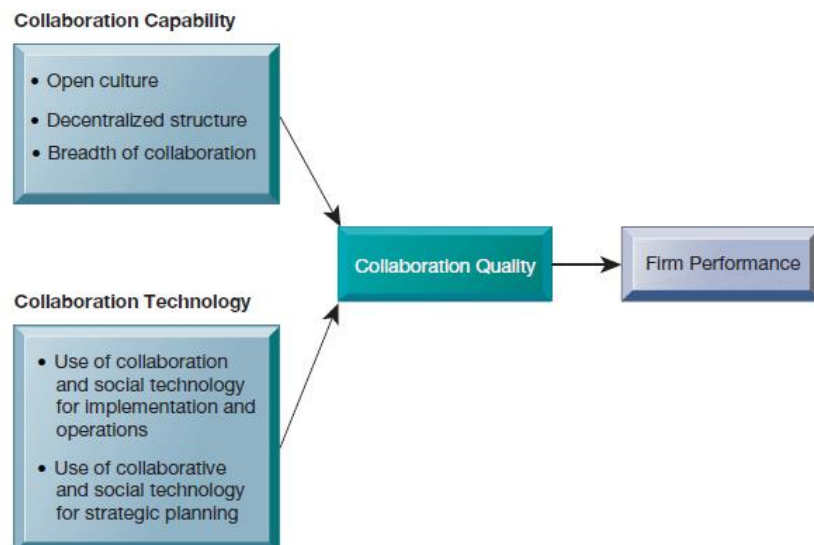 Collaboration Capability
• Open culture
• Decentralized structure
• Breadth of collaboration
Collaboration Quality
Firm Performance
Collaboration Technology
• Use of collaboration
and social technology
for implementation and
operations
• Use of collaborative
and social technology
for strategic planning